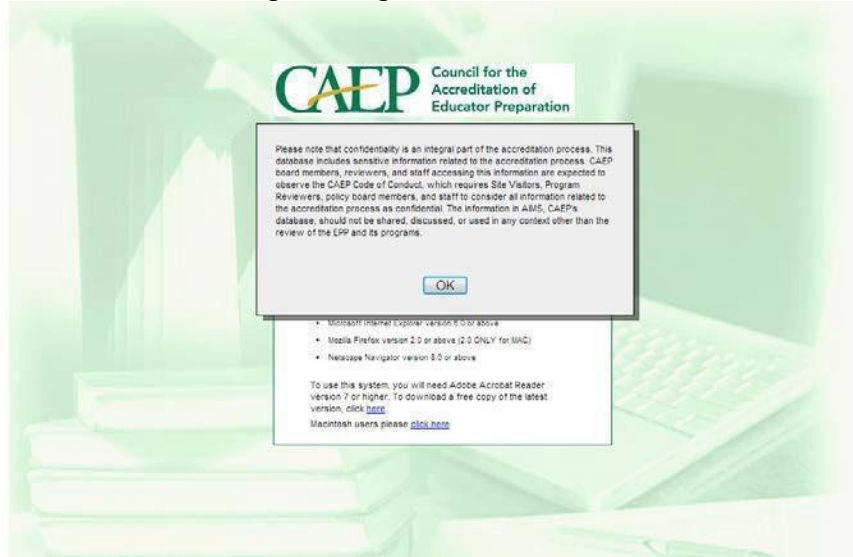 CAEP
Council for the
Accreditation of
Educator Preparation
Please note that confidentiality is an integral part of the accreditation process. This
database includes sensitive information related to the accreditation process. CAEP
board members, reviewers, and staff accessing this information are expected to
observe the CAEP Code of Conduct, which requires Site Visitors, Program
Reviewers, policy board members, and staff to consider all information related to
the accreditation process as confidential. The information in AIMS, CAEP's
database, should not be shared, discussed, or used in any context other than the
review of the EPP and its programs.
OK
• Microsoft Internet Explorer version 6.0 or above
• Mozilla Firefox version 2.0 or above (2.0 ONLY for MAC)
• Netscape Navigator version 8.0 or above
To use this system, you will need Adobe Acrobat Reader
version 7 or higher. To download a free copy of the latest
version, click here
Macintosh users please click here